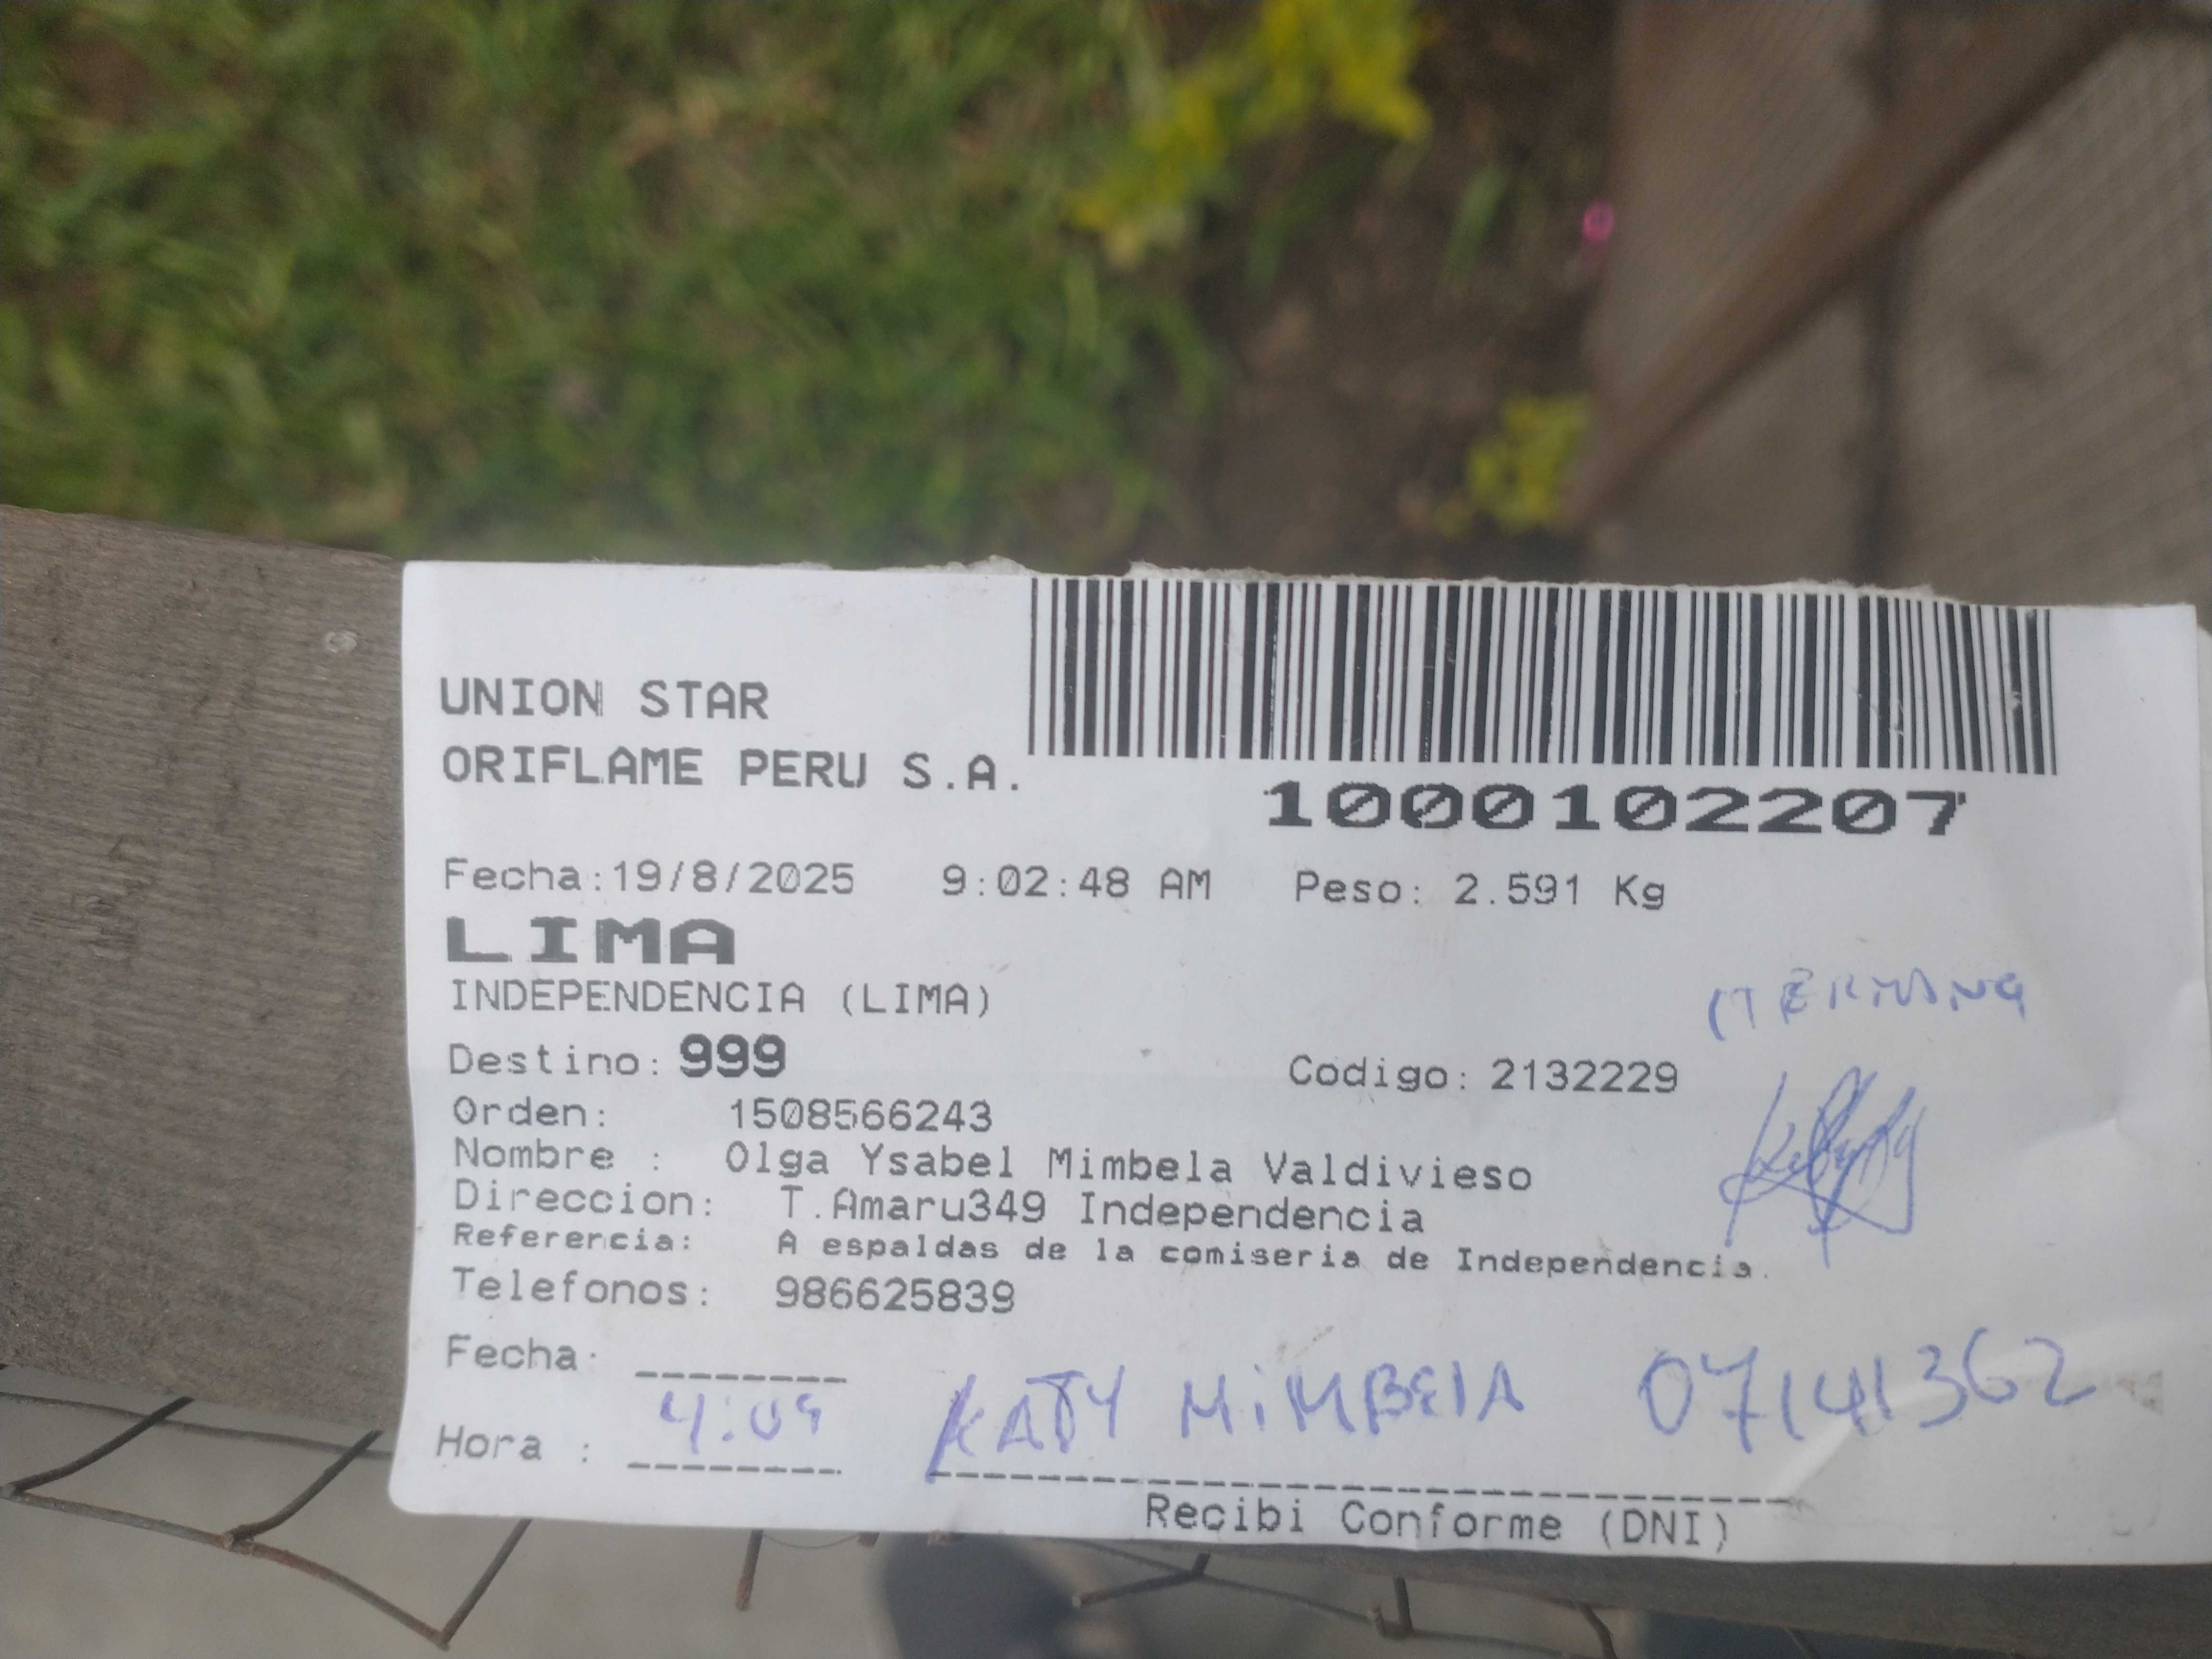 UNION STAR
ORIFLAME PERU S.A.
1000102207
Fecha:19/8/2025 9:02:48 AM Peso: 2.591 Kg
LIMA
INDEPENDENCIA (LIMA)
HERMANA
Destino: 999 Codigo: 2132229
Orden: 1508566243
Nombre : Olga Ysabel Mimbela Valdivieso
Direccion: T.Amaru349 Independencia
Referencia: A espaldas de la comiseria de Independencia.
Telefonos: 986625839
Fecha:
Hora : 4:09 KATY MIMBELA 07141362
Recibi Conforme (DNI)